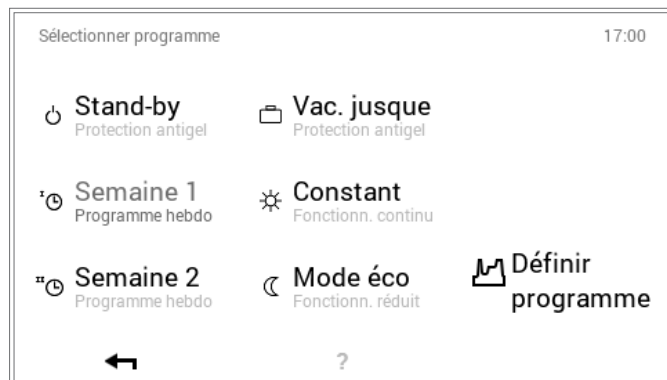 Sélectionner programme 17:00
Stand-by
Protection antigel
Vac. jusque
Protection antigel
I Semaine 1
Programme hebdo
Constant
Fonctionn. continu
II Semaine 2
Programme hebdo
Mode éco
Fonctionn. réduit
Définir
programme
?